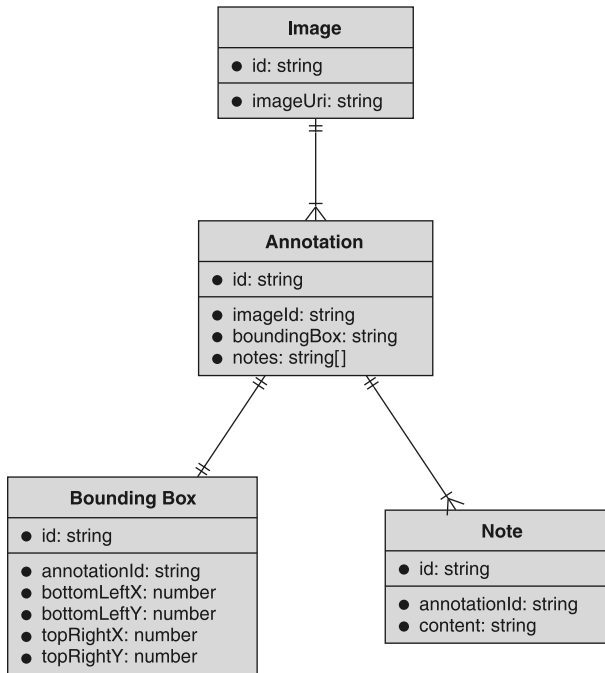 Image
● id: string
● imageUri: string
Annotation
● id: string
● imageId: string
● boundingBox: string
● notes: string[]
Bounding Box
● id: string
● annotationId: string
● bottomLeftX: number
● bottomLeftY: number
● topRightX: number
● topRightY: number
Note
● id: string
● annotationId: string
● content: string